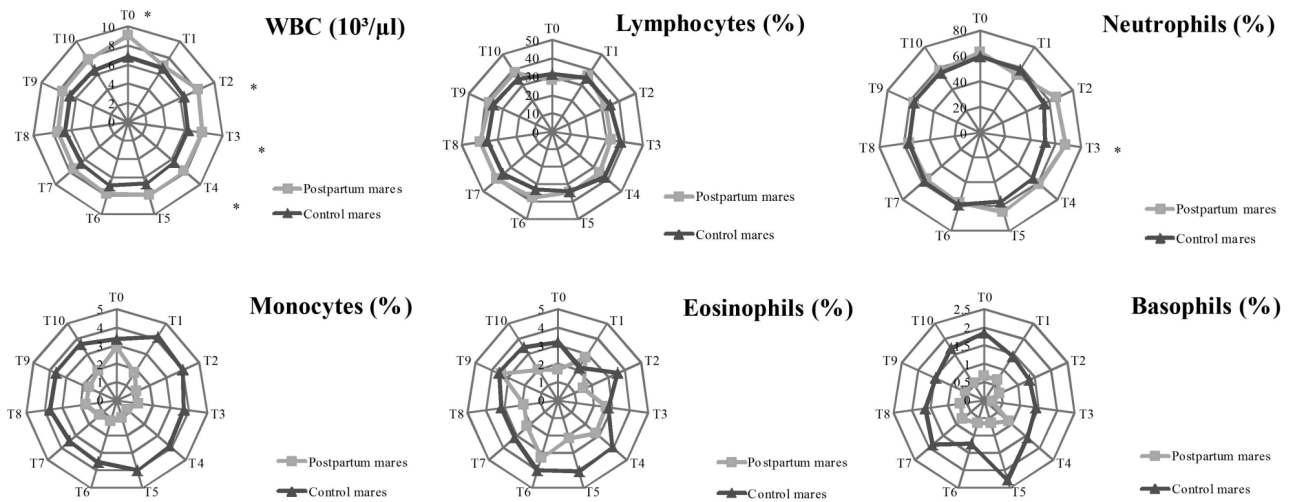 WBC (10³/µl)
T0 *
T1
T2 *
T3
*
T4
*
T5
T6
T7
T8
T9
T10
10
8
6
4
2
0
Postpartum mares
Control mares
Lymphocytes (%)
T0
T1
T2
T3
T4
T5
T6
T7
T8
T9
T10
50
40
30
20
10
0
Postpartum mares
Control mares
Neutrophils (%)
T0
T1
T2
T3 *
T4
T5
T6
T7
T8
T9
T10
80
60
40
20
0
Postpartum mares
Control mares
Monocytes (%)
T0
T1
T2
T3
T4
T5
T6
T7
T8
T9
T10
5
4
3
2
1
0
Postpartum mares
Control mares
Eosinophils (%)
T0
T1
T2
T3
T4
T5
T6
T7
T8
T9
T10
5
4
3
2
1
0
Postpartum mares
Control mares
Basophils (%)
T0
T1
T2
T3
T4
T5
T6
T7
T8
T9
T10
2.5
2
1.5
1
0.5
0
Postpartum mares
Control mares